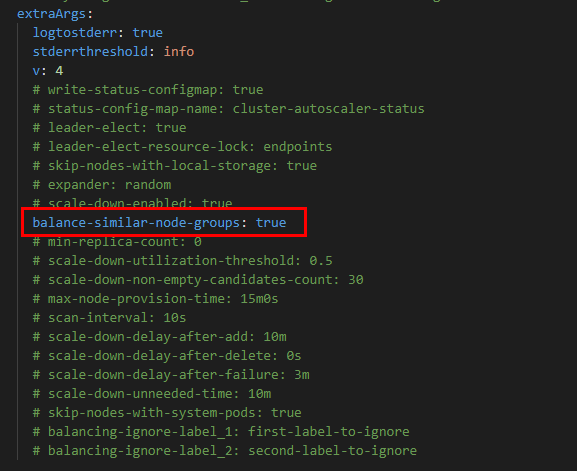 extraArgs:
logtostderr: true
stderrthreshold: info
v: 4
# write-status-configmap: true
# status-config-map-name: cluster-autoscaler-status
# leader-elect: true
# leader-elect-resource-lock: endpoints
# skip-nodes-with-local-storage: true
# expander: random
# scale-down-enabled: true
balance-similar-node-groups: true
# min-replica-count: 0
# scale-down-utilization-threshold: 0.5
# scale-down-non-empty-candidates-count: 30
# max-node-provision-time: 15m0s
# scan-interval: 10s
# scale-down-delay-after-add: 10m
# scale-down-delay-after-delete: 0s
# scale-down-delay-after-failure: 3m
# scale-down-unneeded-time: 10m
# skip-nodes-with-system-pods: true
# balancing-ignore-label_1: first-label-to-ignore
# balancing-ignore-label_2: second-label-to-ignore